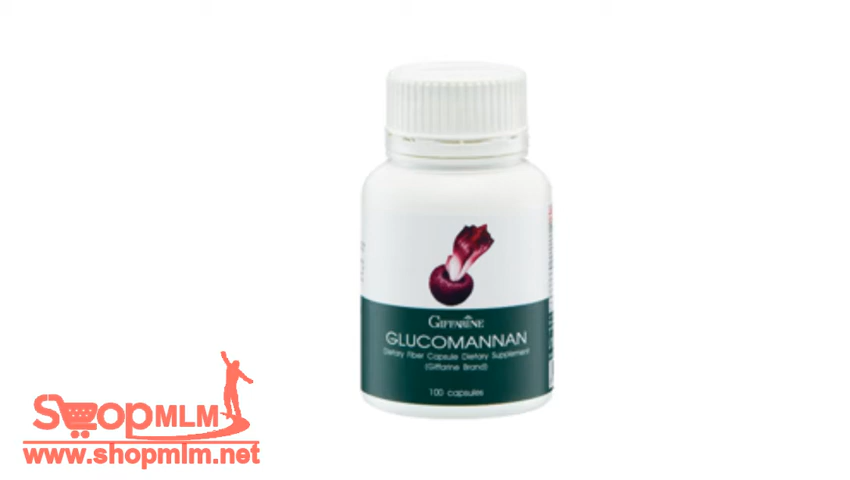 GIFFARINE
GLUCOMANNAN
Dietary Fiber Capsule Dietary Supplement
(Giffarine Brand)
100 capsules
ShopMLM
www.shopmlm.net